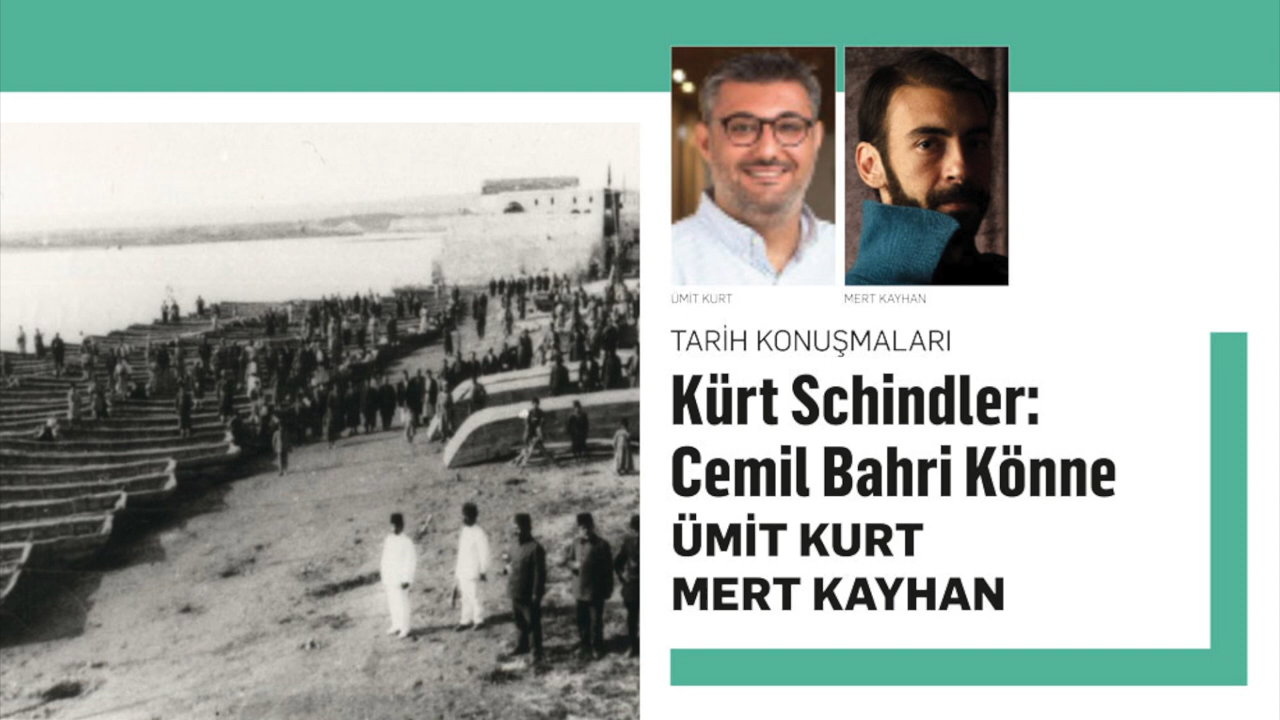 ÜMİT KURT
MERT KAYHAN
TARİH KONUŞMALARI
Kürt Schindler:
Cemil Bahri Könne
ÜMİT KURT
MERT KAYHAN